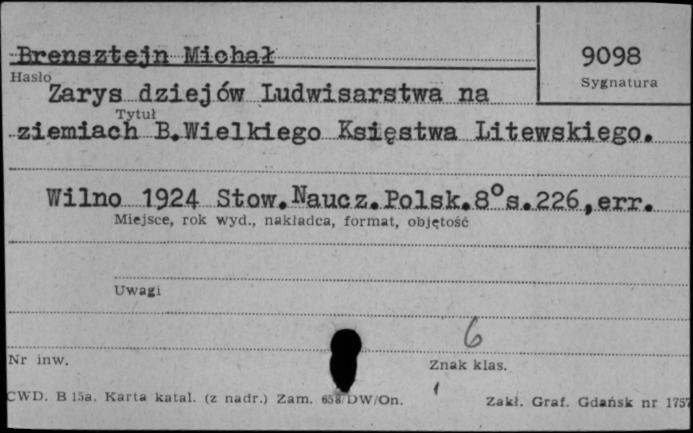 Brensztejn Michał
9098
Hasło
Sygnatura
Zarys dziejów Ludwisarstwa na
Tytuł
ziemiach B.Wielkiego Księstwa Litewskiego.
Wilno 1924 Stow.Naucz.Polsk.8°s.226,err.
Miejsce, rok wyd., nakładca, format, objętość
Uwagi
6
Nr inw.
Znak klas.
CWD. B 15a. Karta katal. (z nadr.) Zam. 658/DW/On.
Zakł. Graf. Gdańsk nr 1757